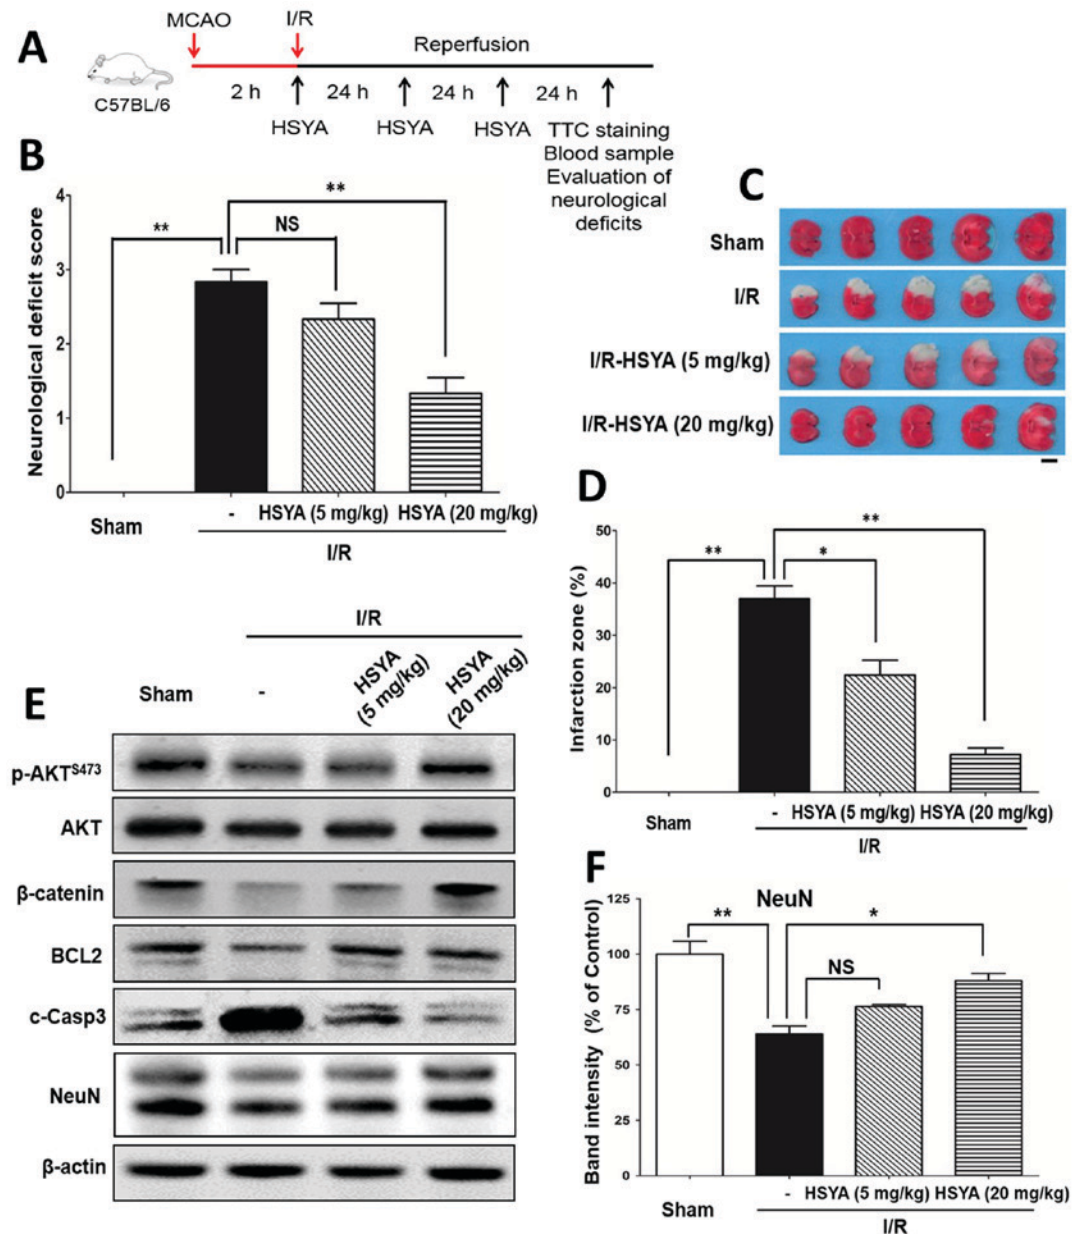 A
MCAO
I/R
Reperfusion
C57BL/6
2 h
24 h
24 h
24 h
HSYA
HSYA
HSYA
TTC staining
Blood sample
Evaluation of
neurological
deficits
B
Neurological deficit score
4
3
2
1
0
**
NS
**
Sham
-
HSYA (5 mg/kg)
HSYA (20 mg/kg)
I/R
C
Sham
I/R
I/R-HSYA (5 mg/kg)
I/R-HSYA (20 mg/kg)
D
Infarction zone (%)
50
40
30
20
10
0
**
*
**
Sham
-
HSYA (5 mg/kg)
HSYA (20 mg/kg)
I/R
E
I/R
Sham
-
HSYA
(5 mg/kg)
HSYA
(20 mg/kg)
p-AKTS473
AKT
β-catenin
BCL2
c-Casp3
NeuN
β-actin
F
NeuN
Band intensity (% of Control)
125
100
75
50
25
0
**
NS
*
Sham
-
HSYA (5 mg/kg)
HSYA (20 mg/kg)
I/R